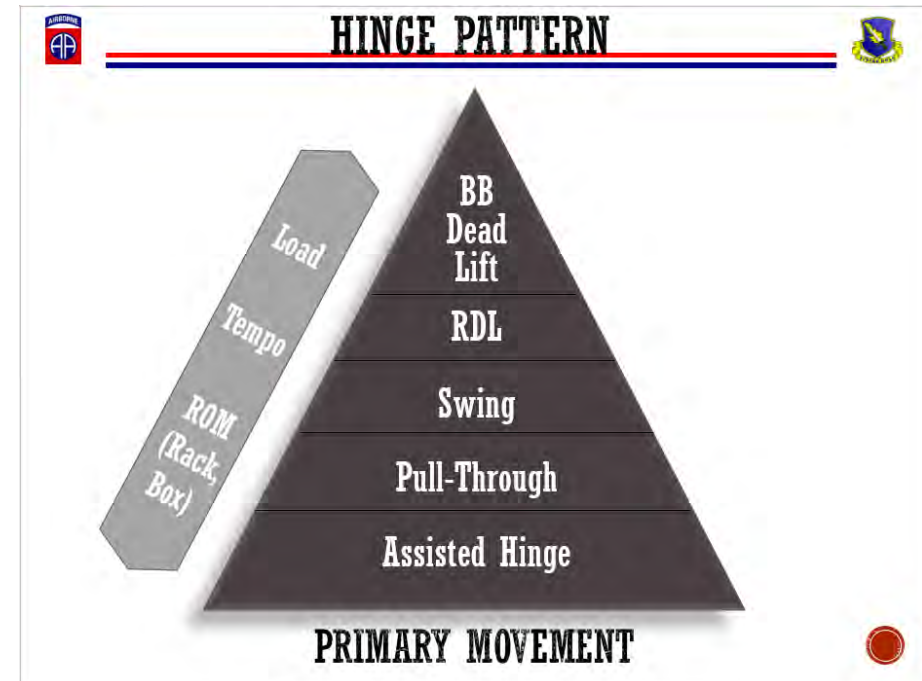 AIRBORNE
AA
HINGE PATTERN
BB
Dead
Lift
RDL
Swing
Pull-Through
Assisted Hinge
Load
Tempo
ROM
(Rack,
Box)
PRIMARY MOVEMENT